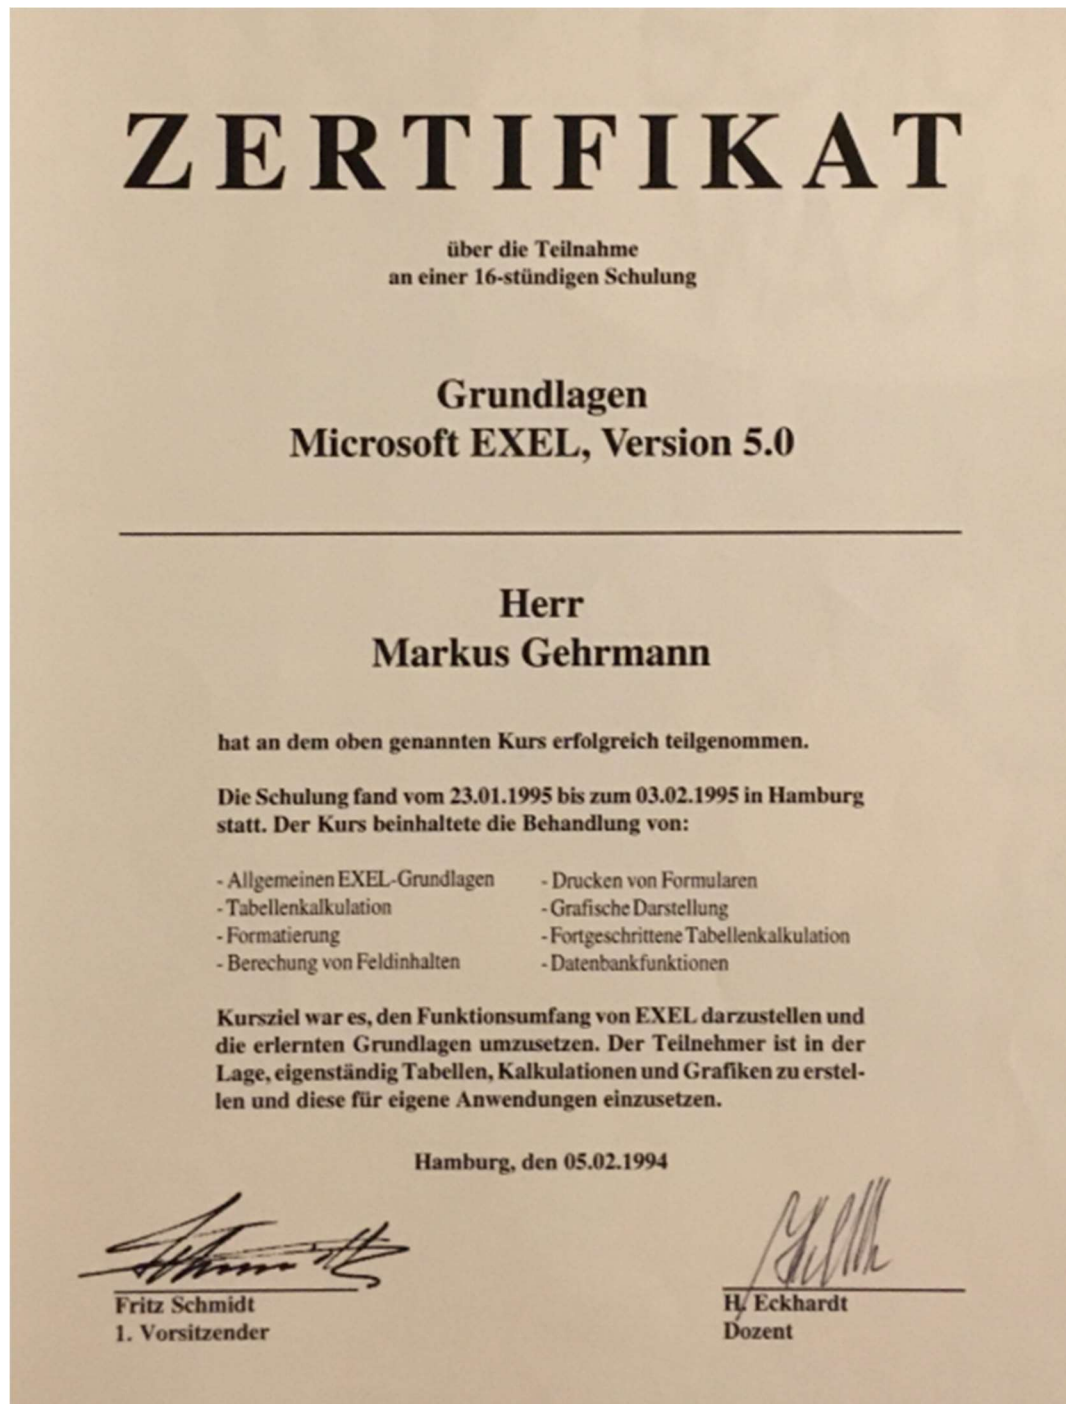 ZERTIFIKAT
über die Teilnahme
an einer 16-stündigen Schulung
Grundlagen
Microsoft EXEL, Version 5.0
Herr
Markus Gehrmann
hat an dem oben genannten Kurs erfolgreich teilgenommen.
Die Schulung fand vom 23.01.1995 bis zum 03.02.1995 in Hamburg
statt. Der Kurs beinhaltete die Behandlung von:
- Allgemeinen EXEL-Grundlagen
- Tabellenkalkulation
- Formatierung
- Berechung von Feldinhalten
- Drucken von Formularen
- Grafische Darstellung
- Fortgeschrittene Tabellenkalkulation
- Datenbankfunktionen
Kursziel war es, den Funktionsumfang von EXEL darzustellen und
die erlernten Grundlagen umzusetzen. Der Teilnehmer ist in der
Lage, eigenständig Tabellen, Kalkulationen und Grafiken zu erstel-
len und diese für eigene Anwendungen einzusetzen.
Hamburg, den 05.02.1994
Fritz Schmidt
1. Vorsitzender
H. Eckhardt
Dozent